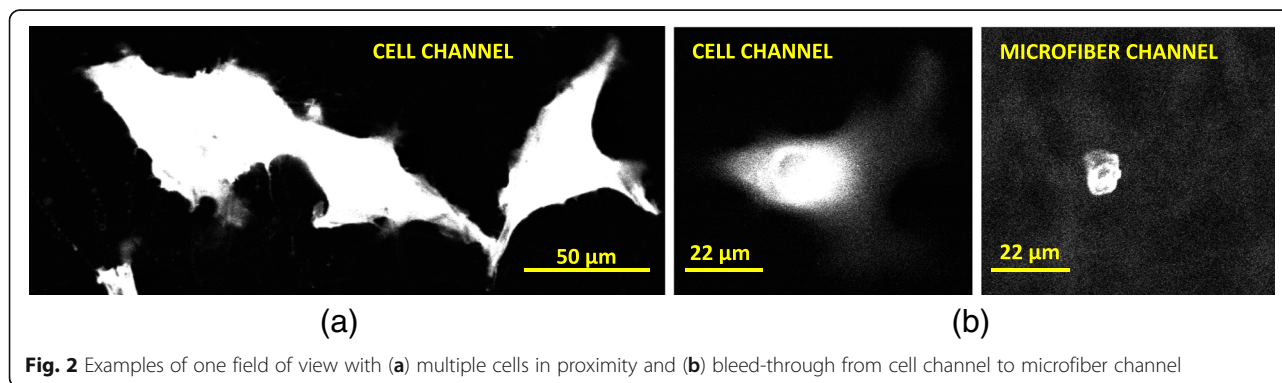 CELL CHANNEL
50 μm
CELL CHANNEL
22 μm
MICROFIBER CHANNEL
22 μm
(a)
(b)
Fig. 2 Examples of one field of view with (a) multiple cells in proximity and (b) bleed-through from cell channel to microfiber channel